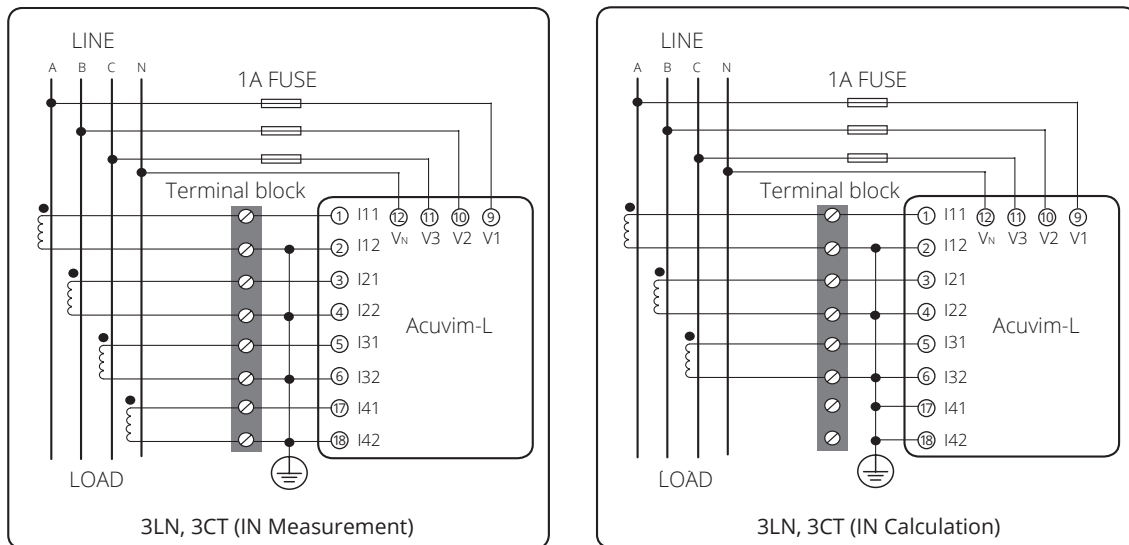 LINE
A B C N
1A FUSE
Terminal block
1 I11
12 11 10 9
VN V3 V2 V1
2 I12
3 I21
4 I22
Acuvim-L
5 I31
6 I32
17 I41
18 I42
LOAD
3LN, 3CT (IN Measurement)
LINE
A B C N
1A FUSE
Terminal block
1 I11
12 11 10 9
VN V3 V2 V1
2 I12
3 I21
4 I22
Acuvim-L
5 I31
6 I32
17 I41
18 I42
LOAD
3LN, 3CT (IN Calculation)